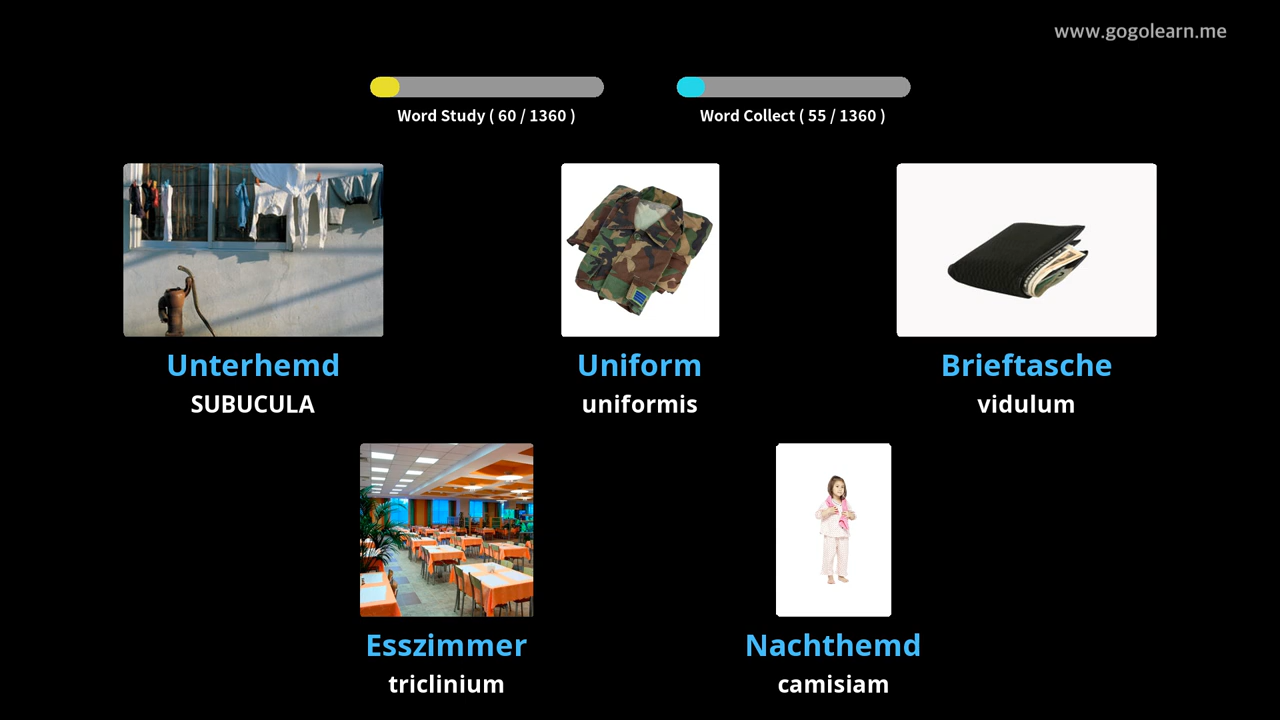 www.gogolearn.me
Word Study ( 60 / 1360 )
Word Collect ( 55 / 1360 )
Unterhemd
SUBUCULA
Uniform
uniformis
Brieftasche
vidulum
Esszimmer
triclinium
Nachthemd
camisiam